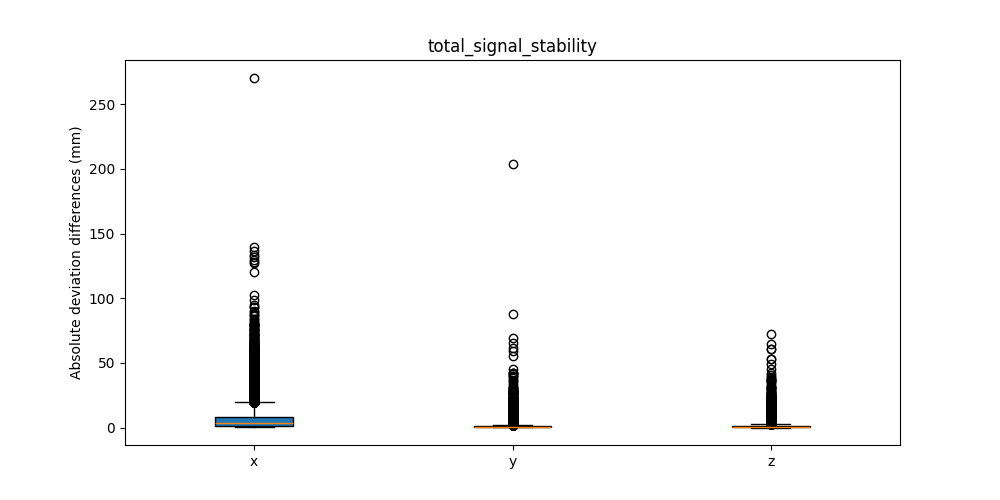 total_signal_stability
Absolute deviation differences (mm)
250
200
150
100
50
0
x
y
z